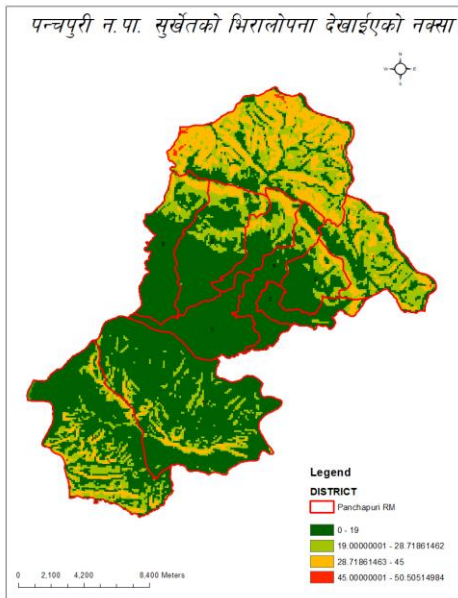 पन्चपुरी न.पा. सुर्खेतको भिरालोपना देखाईएको नक्सा
N
W E
S
Legend
DISTRICT
Panchapuri RM
0 - 19
19.00000001 - 28.71861462
28.71861463 - 45
45.00000001 - 50.50514984
0 2,100 4,200 8,400 Meters